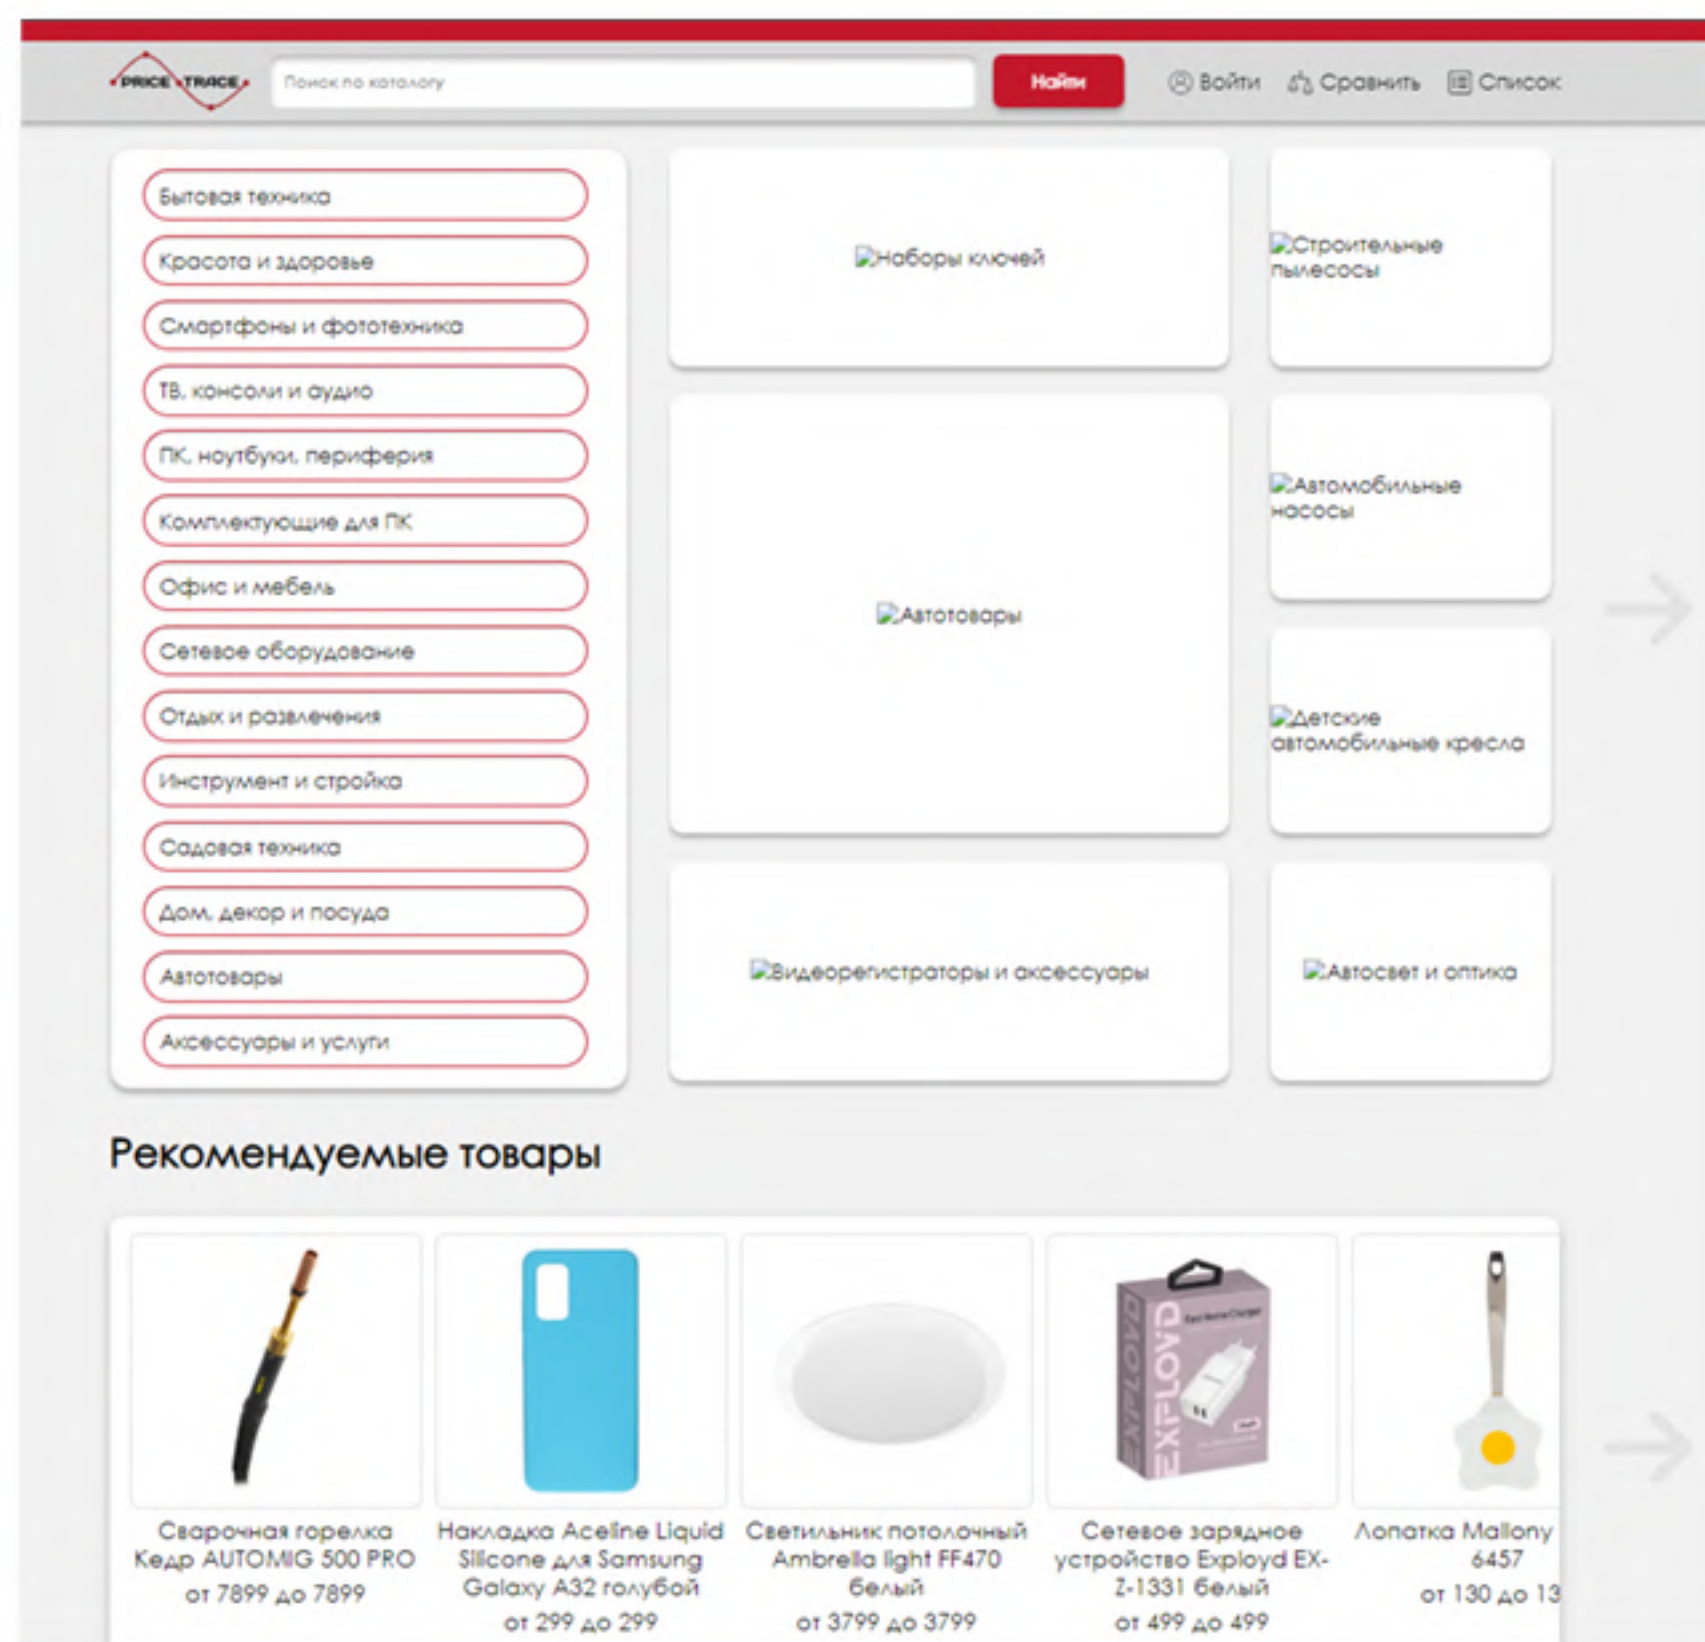 PRICE TRACE
Поиск по каталогу
Найти
Войти
Сравнить
Список
Бытовая техника
Красота и здоровье
Смартфоны и фототехника
ТВ, консоли и аудио
ПК, ноутбуки, периферия
Комплектующие для ПК
Офис и мебель
Сетевое оборудование
Отдых и развлечения
Инструмент и стройка
Садовая техника
Дом, декор и посуда
Автотовары
Аксессуары и услуги
Наборы ключей
Строительные
пылесосы
Автотовары
Автомобильные
насосы
Детские
автомобильные кресла
Видеорегистраторы и аксессуары
Автосвет и оптика
Рекомендуемые товары
EXPLOYD
EXPLOYD
Сварочная горелка
Кедр AUTOMIG 500 PRO
от 7899 до 7899
Накладка Aceline Liquid
Silicone для Samsung
Galaxy A32 голубой
от 299 до 299
Светильник потолочный
Ambrella light FF470
белый
от 3799 до 3799
Сетевое зарядное
устройство Exployd EX-
Z-1331 белый
от 499 до 499
Лопатка Mallony
6457
от 130 до 13